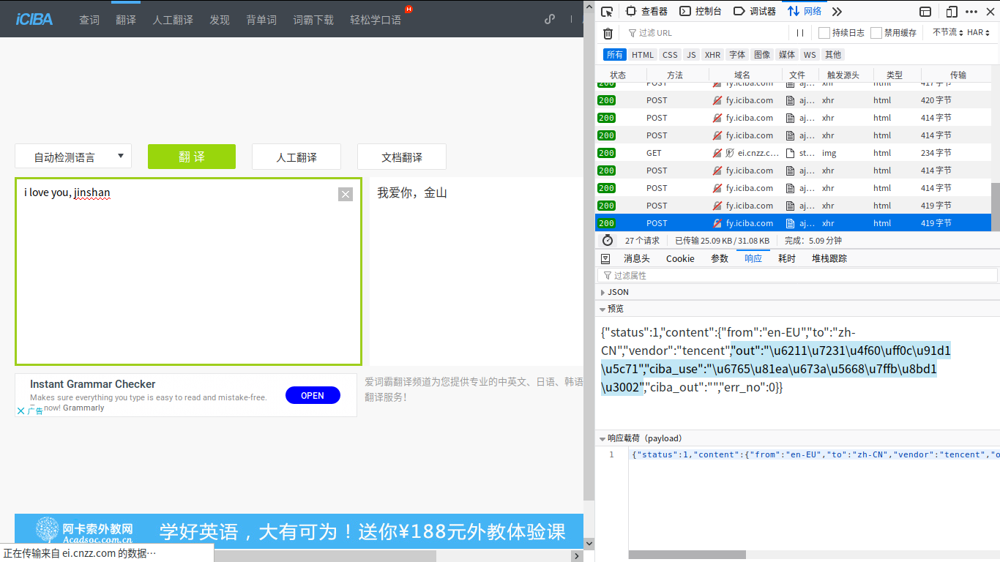 iCIBA 查词 翻译 人工翻译 发现 背单词 词霸下载 轻松学口语 H
自动检测语言 翻 译 人工翻译 文档翻译
i love you, jinshan
我爱你，金山
Instant Grammar Checker
Makes sure everything you type is easy to read and mistake-free.
now! Grammarly
OPEN
广告
爱词霸翻译频道为您提供专业的中英文、日语、韩语
翻译服务！
阿卡索外教网
Acadsoc.com.cn
学好英语，大有可为！送你¥188元外教体验课
正在传输来自 ei.cnzz.com 的数据…
查看器 控制台 调试器 网络
过滤 URL 持续日志 禁用缓存 不节流 HAR
所有 HTML CSS JS XHR 字体 图像 媒体 WS 其他
状态 方法 域名 文件 触发源头 类型 传输
200 POST fy.iciba.com aj… xhr html 417 字节
200 POST fy.iciba.com aj… xhr html 420 字节
200 POST fy.iciba.com aj… xhr html 414 字节
200 POST fy.iciba.com aj… xhr html 414 字节
200 GET ei.cnzz.c… st… img html 234 字节
200 POST fy.iciba.com aj… xhr html 414 字节
200 POST fy.iciba.com aj… xhr html 414 字节
200 POST fy.iciba.com aj… xhr html 419 字节
200 POST fy.iciba.com aj… xhr html 419 字节
27 个请求 已传输 25.09 KB / 31.08 KB 完成：5.09 分钟
消息头 Cookie 参数 响应 耗时 堆栈跟踪
过滤属性
JSON
预览
{"status":1,"content":{"from":"en-EU","to":"zh-
CN","vendor":"tencent","out":"\u6211\u7231\u4f60\uff0c\u91d1
\u5c71","ciba_use":"\u6765\u81ea\u673a\u5668\u7ffb\u8bd1
\u3002","ciba_out":"","err_no":0}}
响应载荷（payload）
1 {"status":1,"content":{"from":"en-EU","to":"zh-CN","vendor":"tencent","o